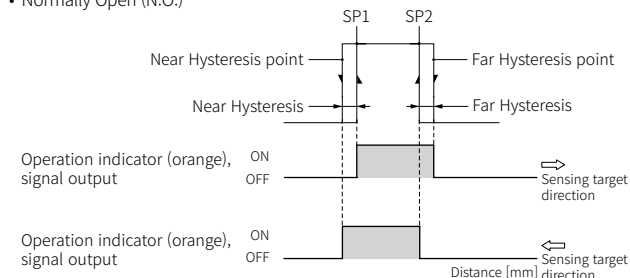 • Normally Open (N.O.)
SP1 SP2
Near Hysteresis point Far Hysteresis point
Near Hysteresis Far Hysteresis
Operation indicator (orange), ON
signal output OFF
Sensing target
direction
Operation indicator (orange), ON
signal output OFF
Sensing target
Distance [mm] direction